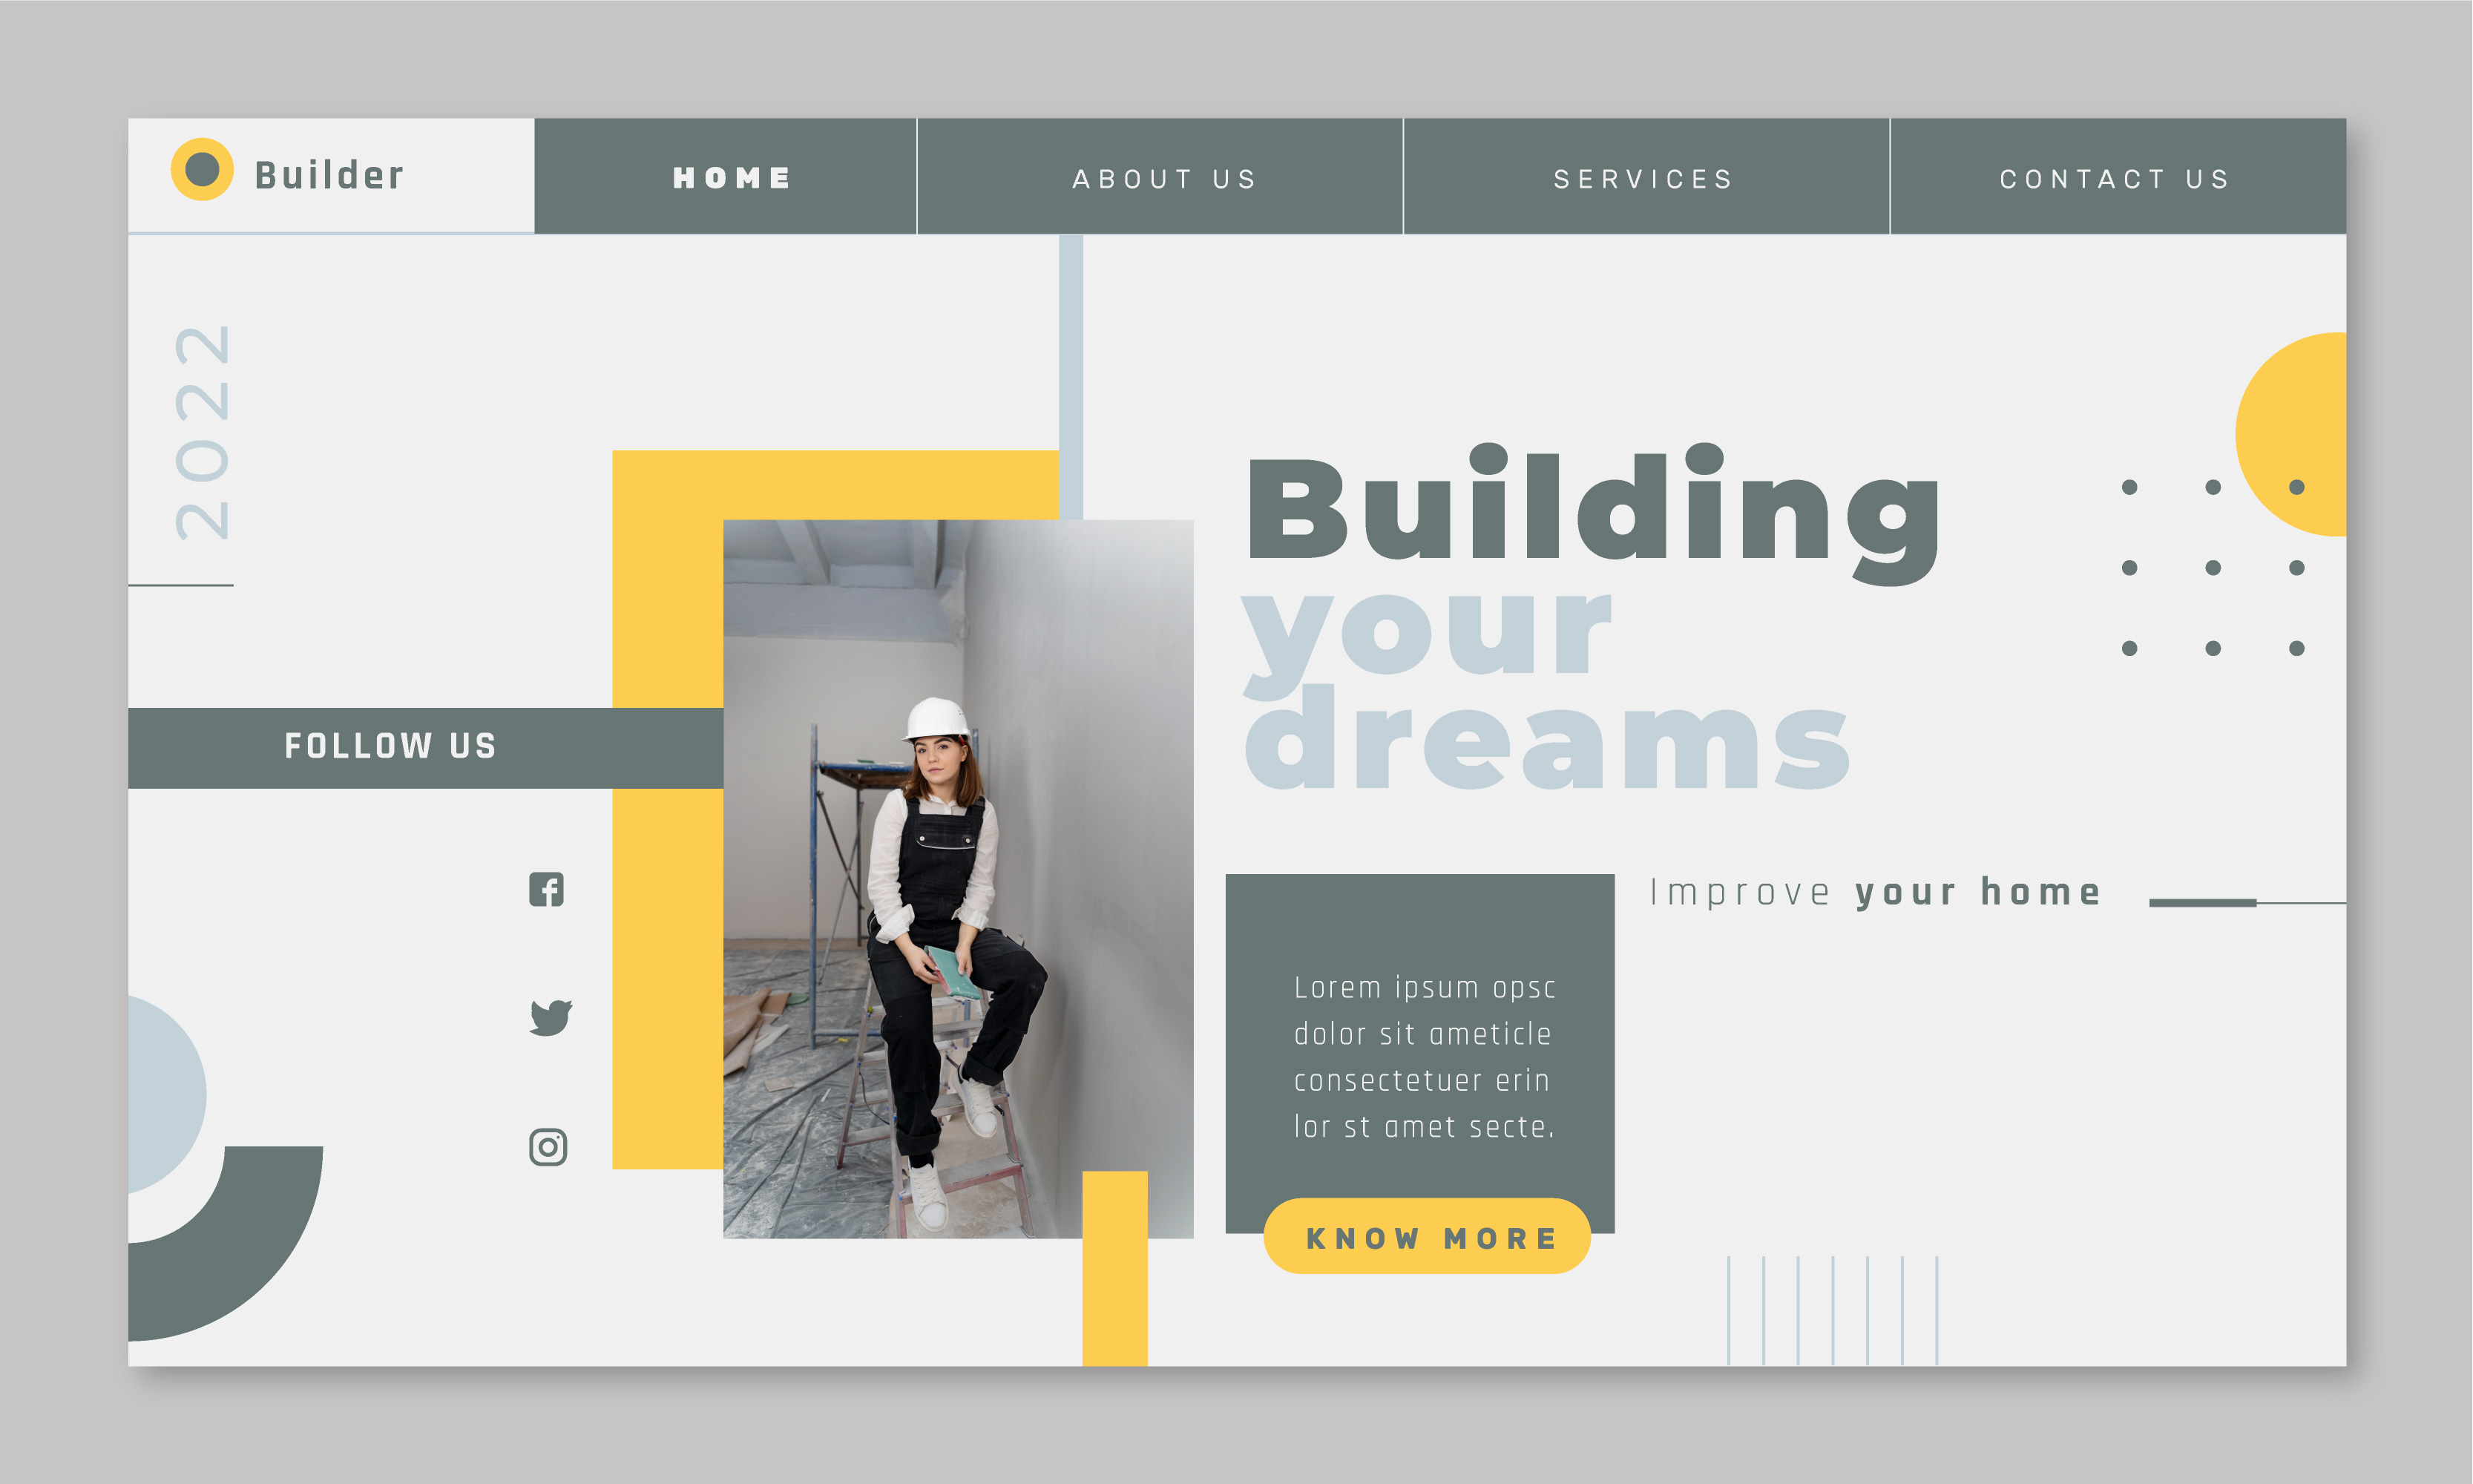 Builder
HOME
ABOUT US
SERVICES
CONTACT US
2022
Building
your
dreams
FOLLOW US
Improve your home
Lorem ipsum opsc
dolor sit ameticle
consectetuer erin
lor st amet secte.
KNOW MORE